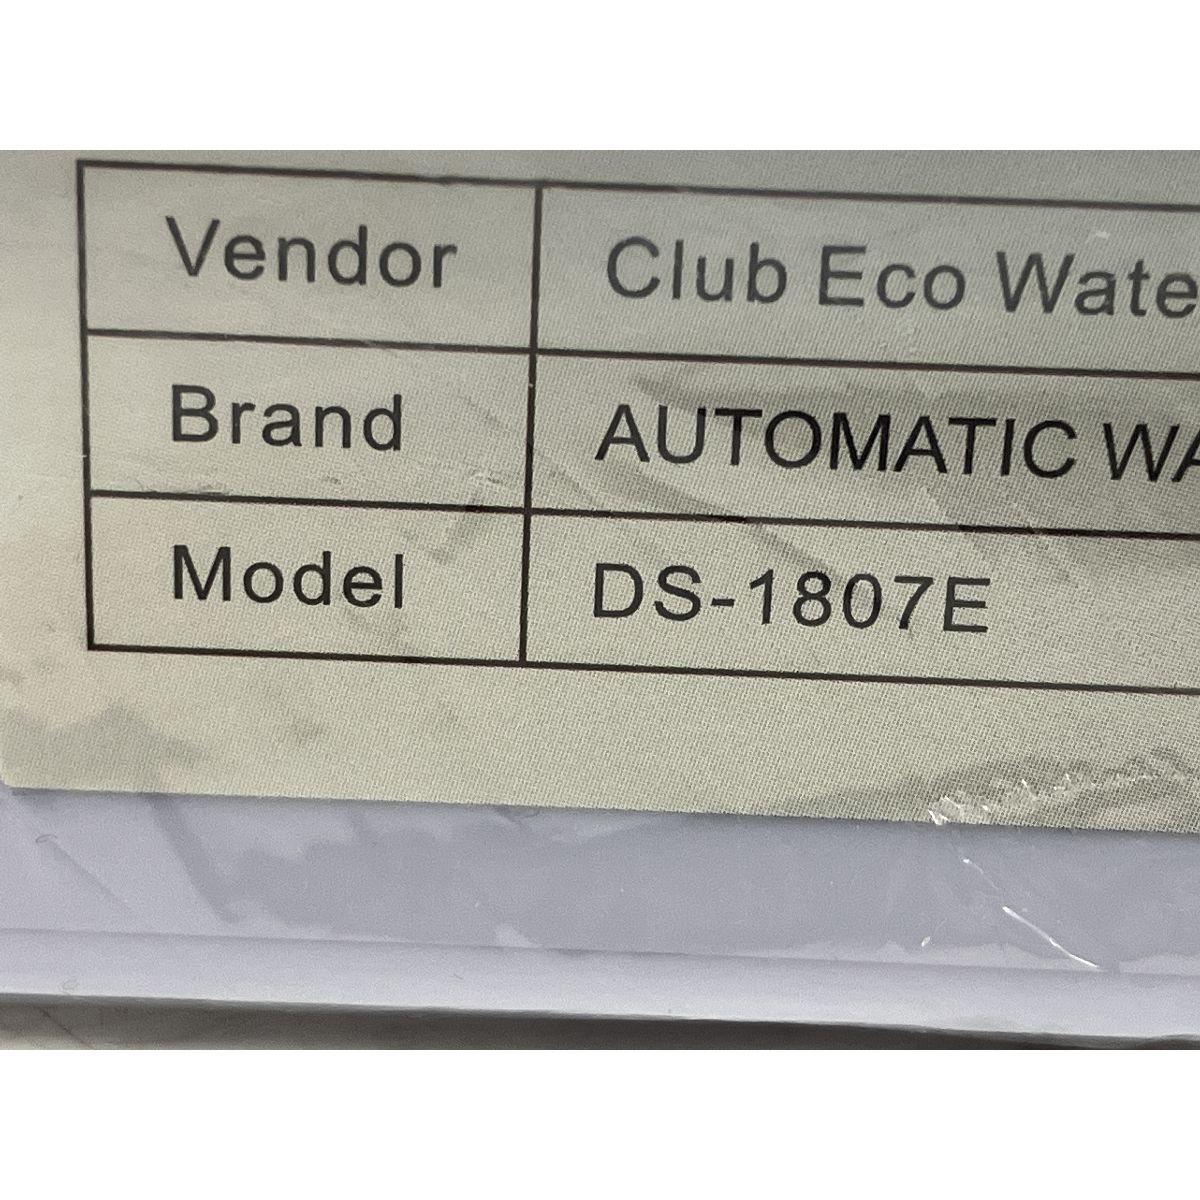 Vendor Club Eco Wate
Brand AUTOMATIC WA
Model DS-1807E